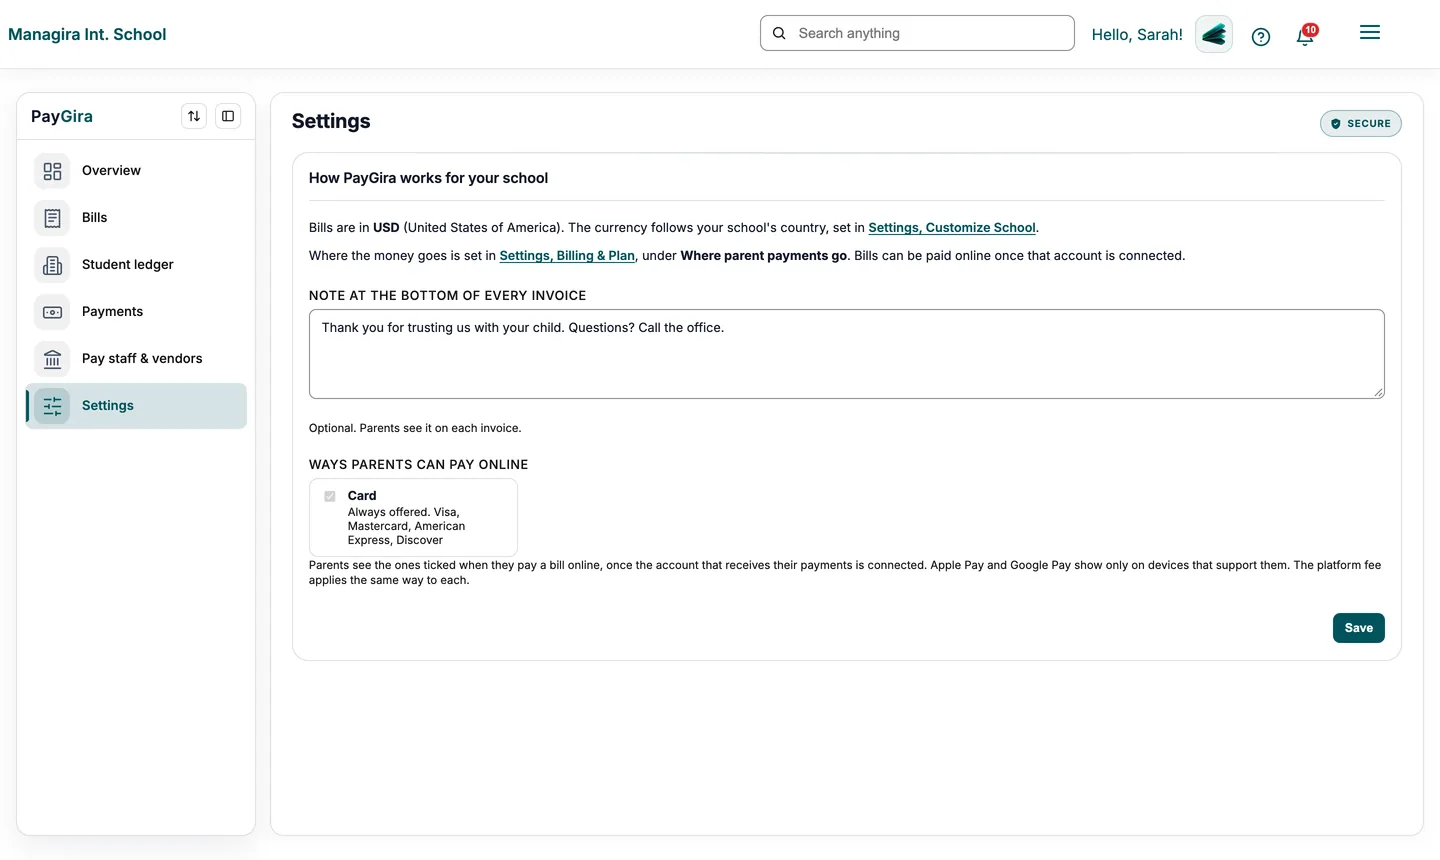 Managira Int. School
Search anything
Hello, Sarah!
10
PayGira
Overview
Bills
Student ledger
Payments
Pay staff & vendors
Settings
Settings
SECURE
How PayGira works for your school
Bills are in USD (United States of America). The currency follows your school's country, set in Settings, Customize School.
Where the money goes is set in Settings, Billing & Plan, under Where parent payments go. Bills can be paid online once that account is connected.
NOTE AT THE BOTTOM OF EVERY INVOICE
Thank you for trusting us with your child. Questions? Call the office.
Optional. Parents see it on each invoice.
WAYS PARENTS CAN PAY ONLINE
Card
Always offered. Visa,
Mastercard, American
Express, Discover
Parents see the ones ticked when they pay a bill online, once the account that receives their payments is connected. Apple Pay and Google Pay show only on devices that support them. The platform fee
applies the same way to each.
Save